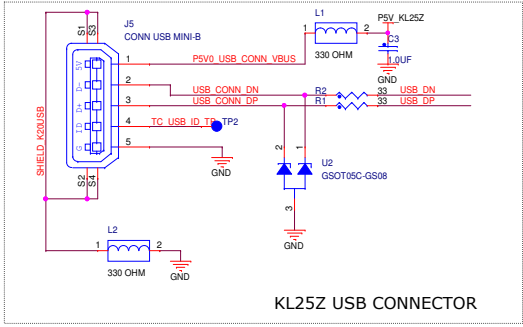 J5
CONN USB MINI-B
S1
S3
5V
D-
D+
ID
G
1
2
3
4
5
S2
S4
SHIELD_K20USB
P5V0_USB_CONN_VBUS
L1
1
2
330 OHM
P5V_KL25Z
C3
1.0UF
GND
USB_CONN_DN
R2
33
USB_DN
USB_CONN_DP
R1
33
USB_DP
TC_USB_ID_TP
TP2
GND
2
1
U2
GSOT05C-GS08
3
GND
L2
1
2
330 OHM
GND
KL25Z USB CONNECTOR